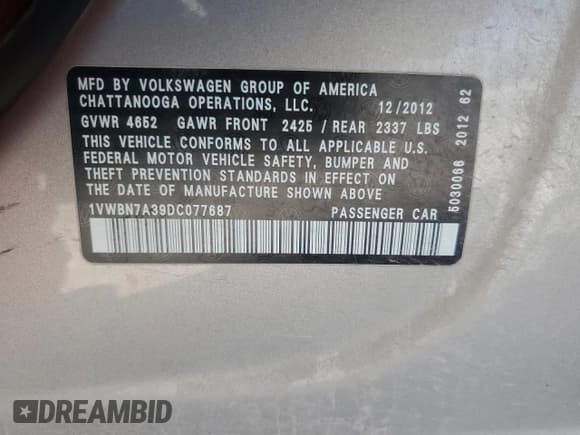 MFD BY VOLKSWAGEN GROUP OF AMERICA
CHATTANOOGA OPERATIONS, LLC. 12/2012
GVWR 4652 GAWR FRONT 2425 / REAR 2337 LBS
THIS VEHICLE CONFORMS TO ALL APPLICABLE U.S.
FEDERAL MOTOR VEHICLE SAFETY, BUMPER AND
THEFT PREVENTION STANDARDS IN EFFECT ON
THE DATE OF MANUFACTURE SHOWN ABOVE
1VWBN7A39DC077687 PASSENGER CAR
5030066 2012 62
DREAMBID